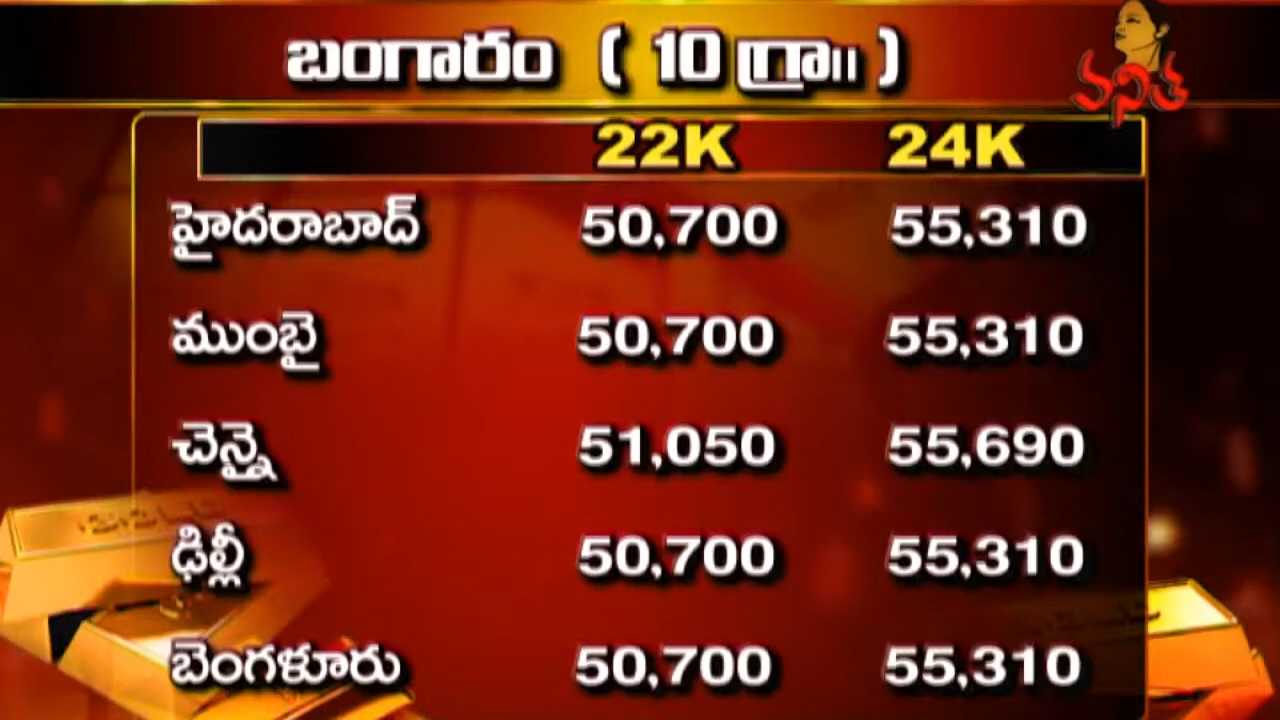 బంగారం ( 10 గ్రా॥ )
వనిత
22K 24K
హైదరాబాద్ 50,700 55,310
ముంబై 50,700 55,310
చెన్నై 51,050 55,690
ఢిల్లీ 50,700 55,310
బెంగళూరు 50,700 55,310